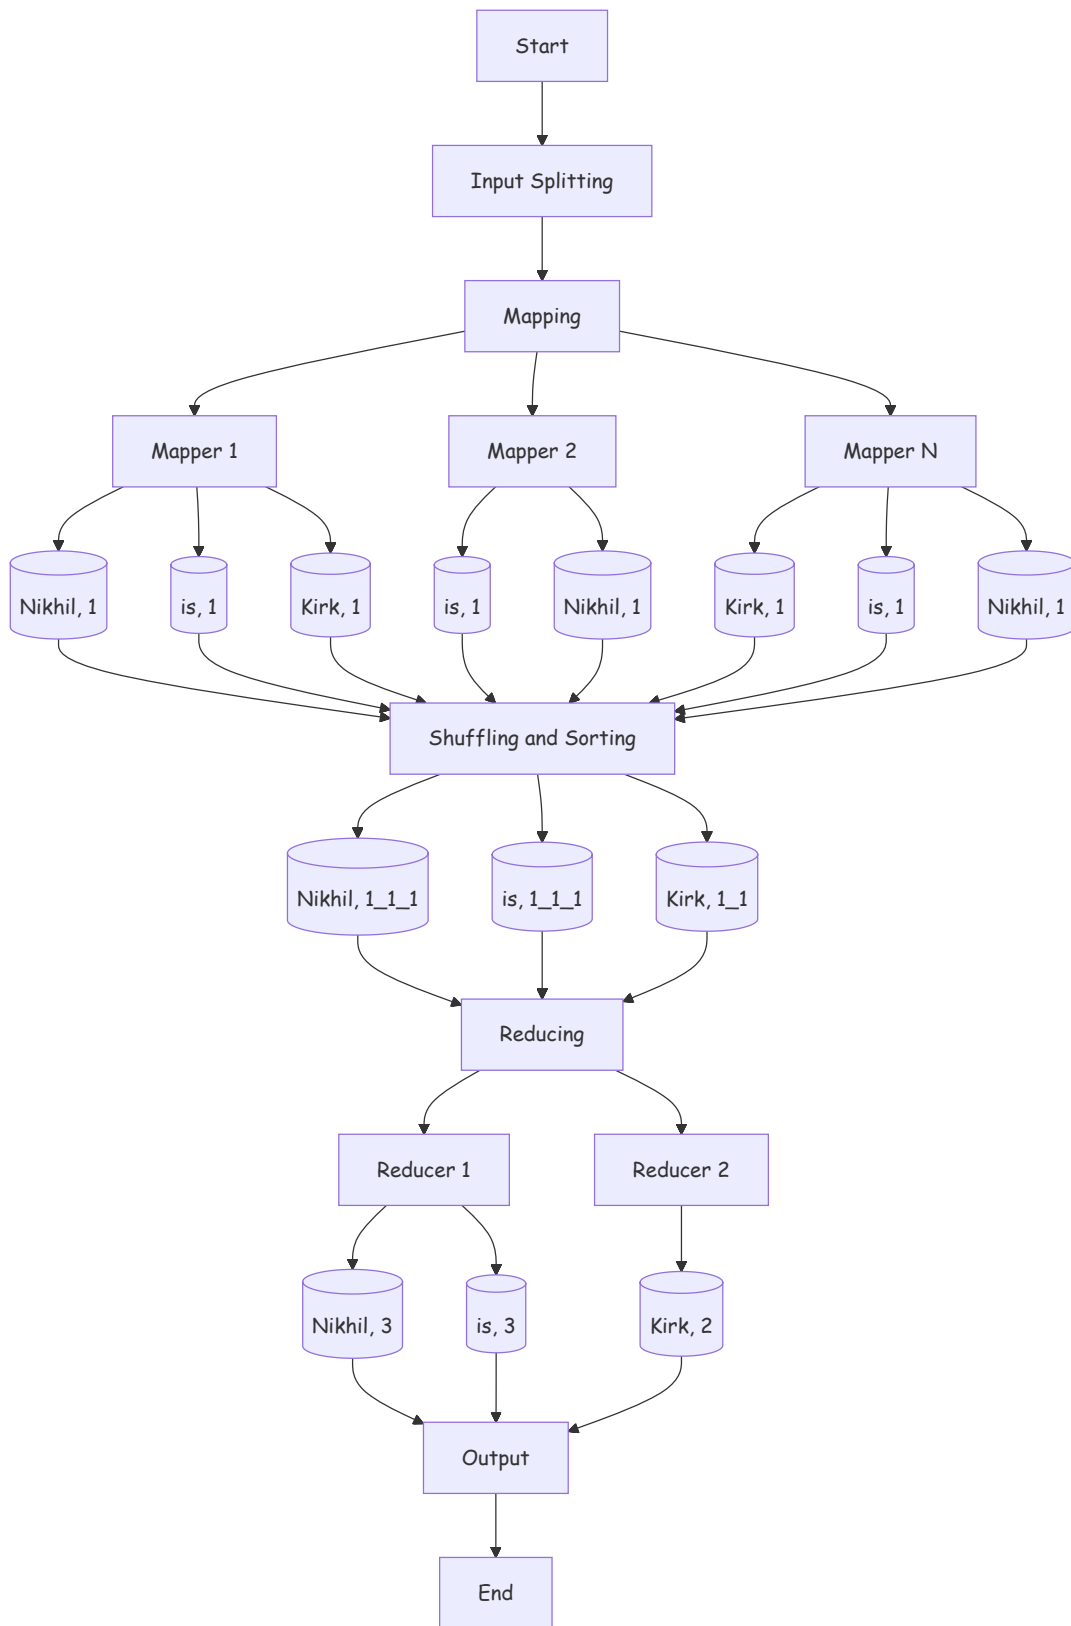 Start
Input Splitting
Mapping
Mapper 1
Mapper 2
Mapper N
Nikhil, 1
is, 1
Kirk, 1
is, 1
Nikhil, 1
Kirk, 1
is, 1
Nikhil, 1
Shuffling and Sorting
Nikhil, 1_1_1
is, 1_1_1
Kirk, 1_1
Reducing
Reducer 1
Reducer 2
Nikhil, 3
is, 3
Kirk, 2
Output
End